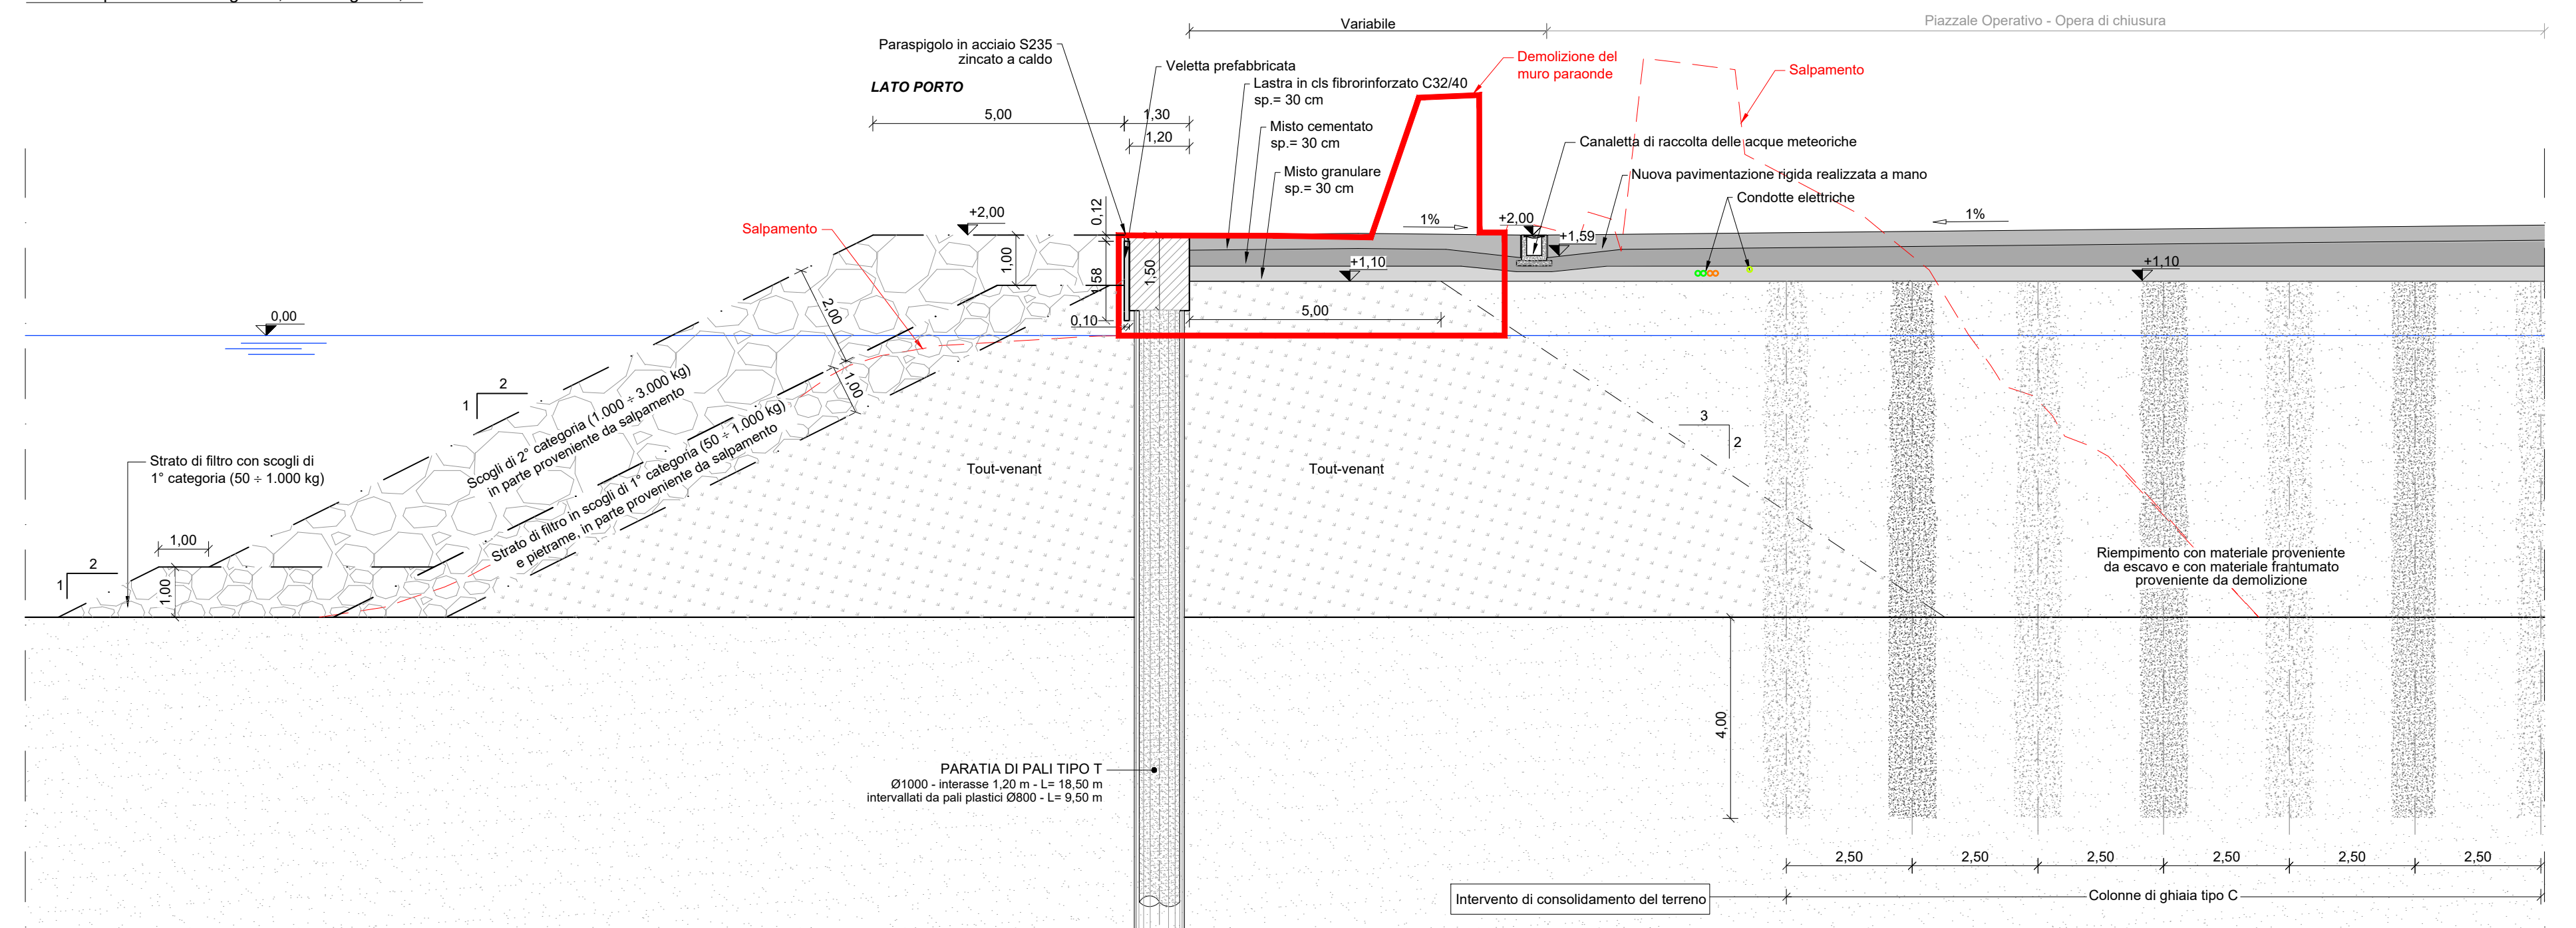 Variabile
Piazzale Operativo - Opera di chiusura
Paraspigolo in acciaio S235
zincato a caldo
LATO PORTO
Veletta prefabbricata
Lastra in cls fibrorinforzato C32/40
sp.= 30 cm
Demolizione del
muro paraonde
Salpamento
5,00
1,30
1,20
Misto cementato
sp.= 30 cm
Canaletta di raccolta delle acque meteoriche
Misto granulare
sp.= 30 cm
Nuova pavimentazione rigida realizzata a mano
Condotte elettriche
Salpamento
+2,00
0,12
1%
+2,00
1%
+1,59
1,00
1,58
1,50
+1,10
+1,10
0,00
2,00
0,10
5,00
1,00
2
1
Scogli di 2° categoria (1.000 ÷ 3.000 kg)
in parte proveniente da salpamento
3
2
Strato di filtro con scogli di
1° categoria (50 ÷ 1.000 kg)
Strato di filtro in scogli di 1° categoria (50 ÷ 1.000 kg)
e pietrame, in parte proveniente da salpamento
Tout-venant
Tout-venant
1,00
2
1
1,00
Riempimento con materiale proveniente
da escavo e con materiale frantumato
proveniente da demolizione
4,00
PARATIA DI PALI TIPO T
Ø1000 - interasse 1,20 m - L= 18,50 m
intervallati da pali plastici Ø800 - L= 9,50 m
2,50
2,50
2,50
2,50
2,50
2,50
Intervento di consolidamento del terreno
Colonne di ghiaia tipo C